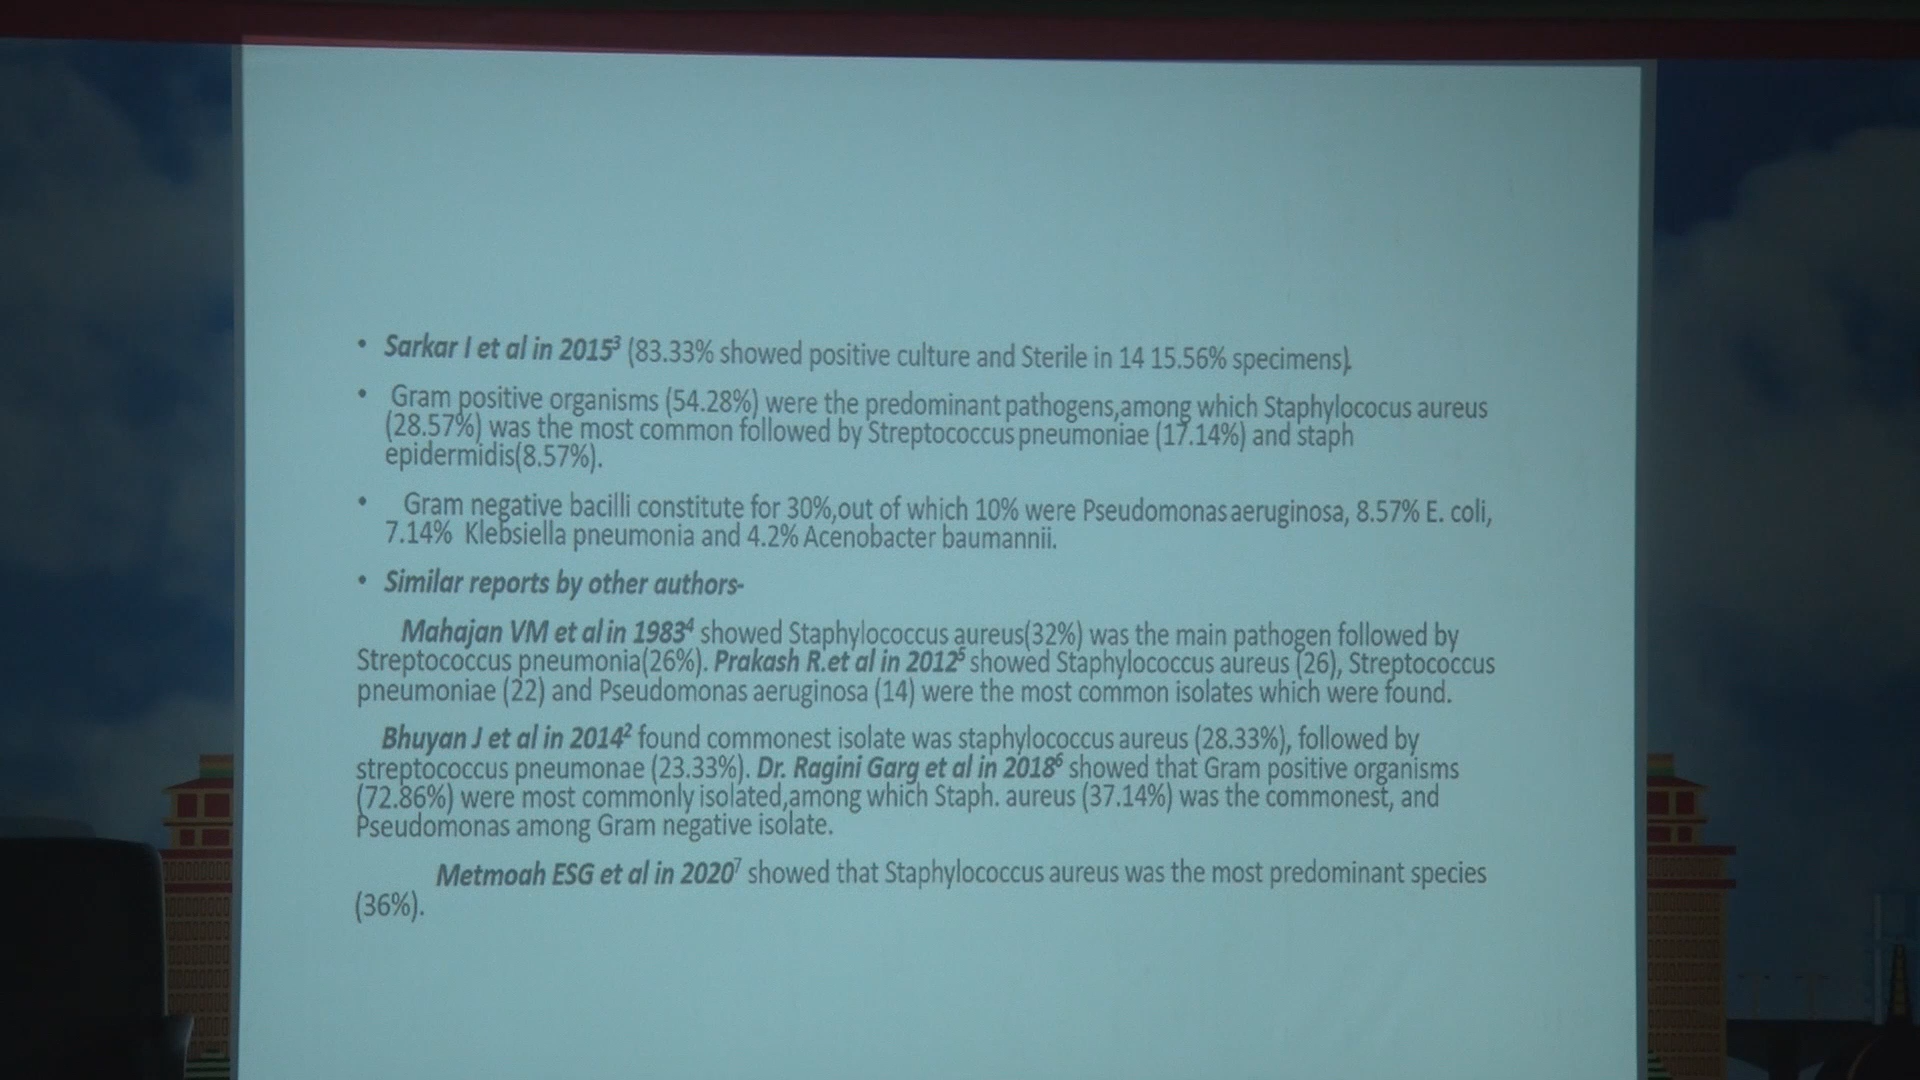 • Sarkar I et al in 2015³ (83.33% showed positive culture and Sterile in 14 15.56% specimens).
• Gram positive organisms (54.28%) were the predominant pathogens,among which Staphylococus aureus
(28.57%) was the most common followed by Streptococcus pneumoniae (17.14%) and staph
epidermidis(8.57%).
• Gram negative bacilli constitute for 30%,out of which 10% were Pseudomonas aeruginosa, 8.57% E. coli,
7.14% Klebsiella pneumonia and 4.2% Acenobacter baumannii.
• Similar reports by other authors-
Mahajan VM et al in 1983⁴ showed Staphylococcus aureus(32%) was the main pathogen followed by
Streptococcus pneumonia(26%). Prakash R.et al in 2012⁵ showed Staphylococcus aureus (26), Streptococcus
pneumoniae (22) and Pseudomonas aeruginosa (14) were the most common isolates which were found.
Bhuyan J et al in 2014² found commonest isolate was staphylococcus aureus (28.33%), followed by
streptococcus pneumonae (23.33%). Dr. Ragini Garg et al in 2018⁶ showed that Gram positive organisms
(72.86%) were most commonly isolated,among which Staph. aureus (37.14%) was the commonest, and
Pseudomonas among Gram negative isolate.
Metmoah ESG et al in 2020⁷ showed that Staphylococcus aureus was the most predominant species
(36%).